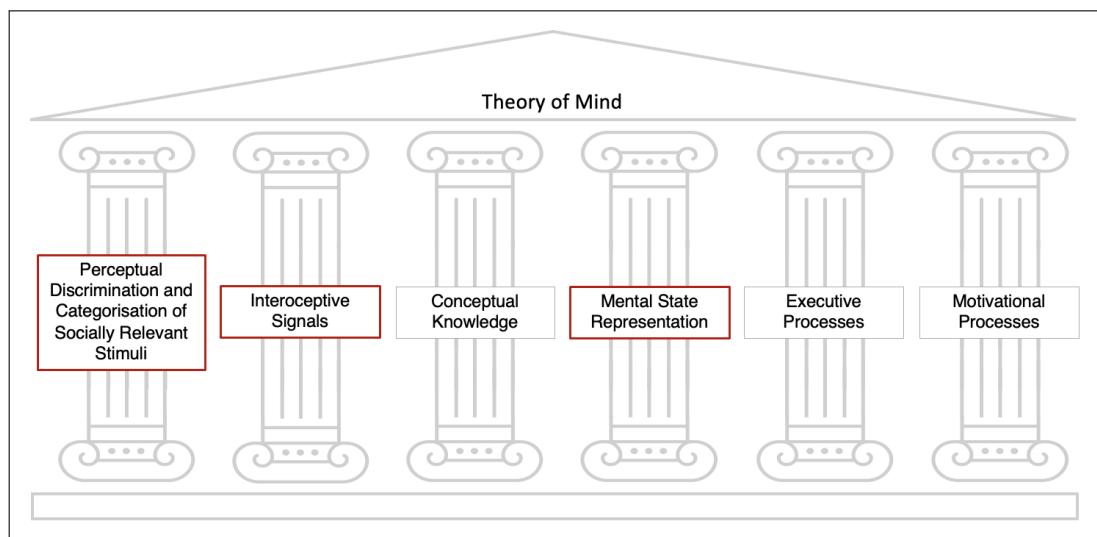 Theory of Mind
Perceptual
Discrimination and
Categorisation of
Socially Relevant
Stimuli
Interoceptive
Signals
Conceptual
Knowledge
Mental State
Representation
Executive
Processes
Motivational
Processes